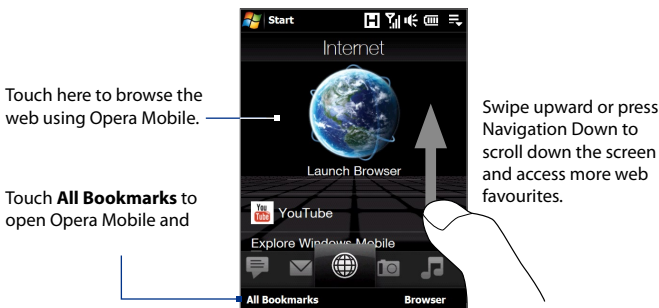 Start
H
Internet
Touch here to browse the
web using Opera Mobile.
Launch Browser
Swipe upward or press
Navigation Down to
scroll down the screen
and access more web
favourites.
Touch All Bookmarks to
open Opera Mobile and
You
Tube
YouTube
Explore Windows Mobile
All Bookmarks
Browser